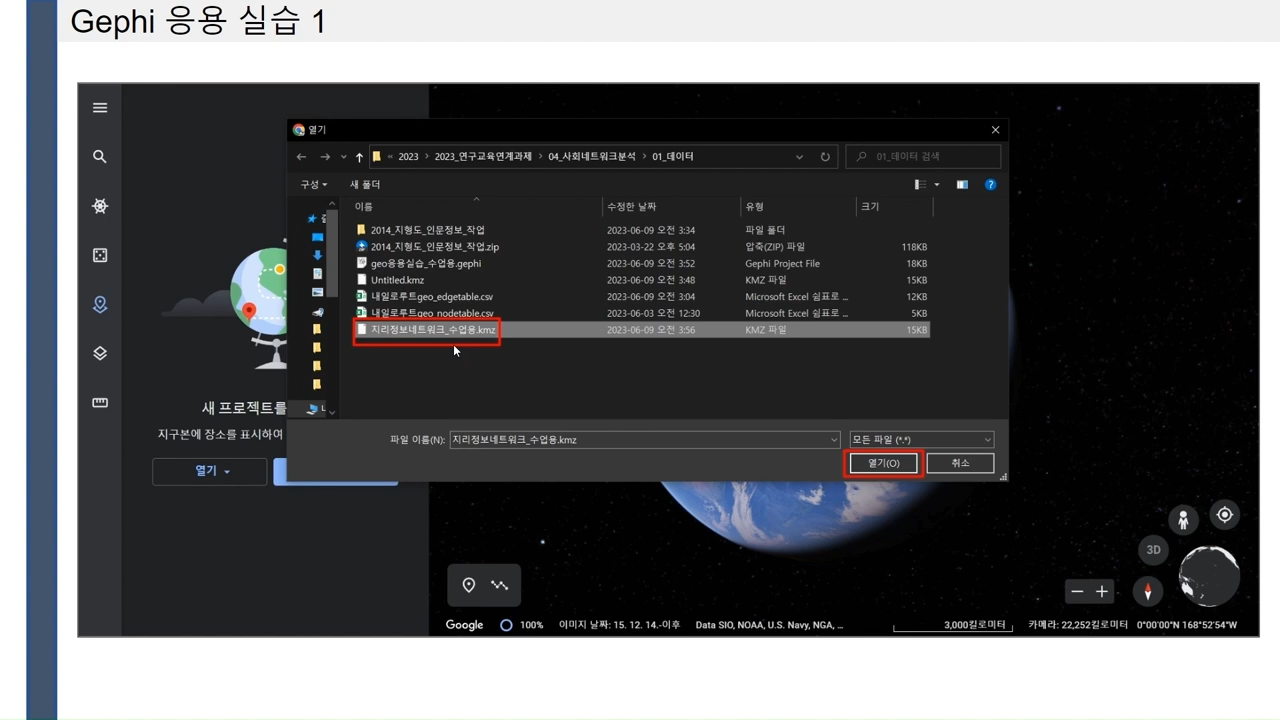 Gephi 응용 실습 1
열기
« 2023 › 2023_연구교육연계과제 › 04_사회네트워크분석 › 01_데이터
01_데이터 검색
구성
새 폴더
이름 수정한 날짜 유형 크기
2014_지형도_인문정보_작업 2023-06-09 오전 3:34 파일 폴더
2014_지형도_인문정보_작업.zip 2023-03-22 오후 5:04 압축(ZIP) 파일 118KB
geo응용실습_수업용.gephi 2023-06-09 오전 3:52 Gephi Project File 18KB
Untitled.kmz 2023-06-09 오전 3:48 KMZ 파일 15KB
내일로루트geo_edgetable.csv 2023-06-09 오전 3:04 Microsoft Excel 쉼표로 ... 12KB
내일로루트geo_nodetable.csv 2023-06-03 오전 12:30 Microsoft Excel 쉼표로 ... 5KB
지리정보네트워크_수업용.kmz 2023-06-09 오전 3:56 KMZ 파일 15KB
새 프로젝트를
지구본에 장소를 표시하여
열기
파일 이름(N): 지리정보네트워크_수업용.kmz
모든 파일 (*.*)
열기(O)
취소
3D
Google 100% 이미지 날짜: 15. 12. 14.-이후 Data SIO, NOAA, U.S. Navy, NGA, ... 3,000킬로미터 카메라: 22,252킬로미터 0°00'00"N 168°52'54"W